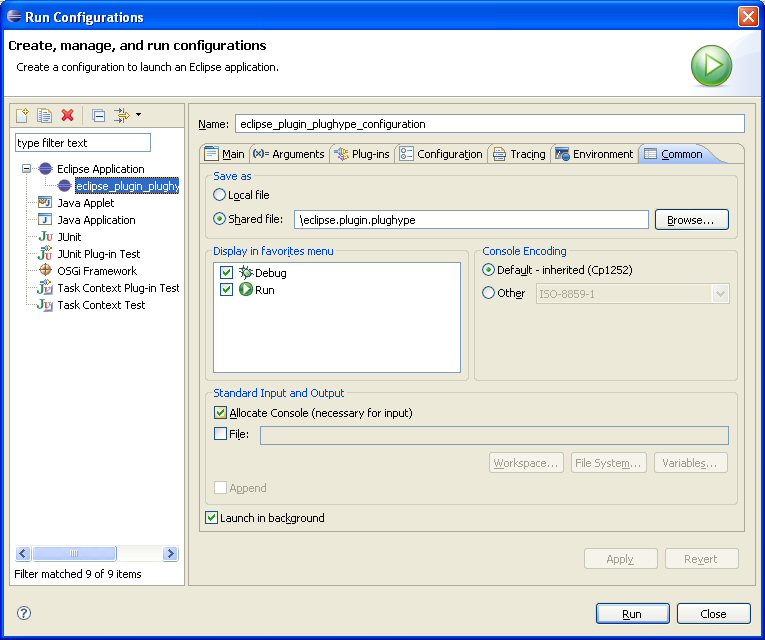 Run Configurations
Create, manage, and run configurations
Create a configuration to launch an Eclipse application.
type filter text
Eclipse Application
eclipse_plugin_plughy
Java Applet
Java Application
JUnit
JUnit Plug-in Test
OSGi Framework
Task Context Plug-in Test
Task Context Test
Filter matched 9 of 9 items
Name: eclipse_plugin_plughype_configuration
Main Arguments Plug-ins Configuration Tracing Environment Common
Save as
Local file
Shared file: \eclipse.plugin.plughype Browse...
Display in favorites menu
Debug
Run
Console Encoding
Default - inherited (Cp1252)
Other ISO-8859-1
Standard Input and Output
Allocate Console (necessary for input)
File:
Workspace... File System... Variables...
Append
Launch in background
Apply Revert
Run Close